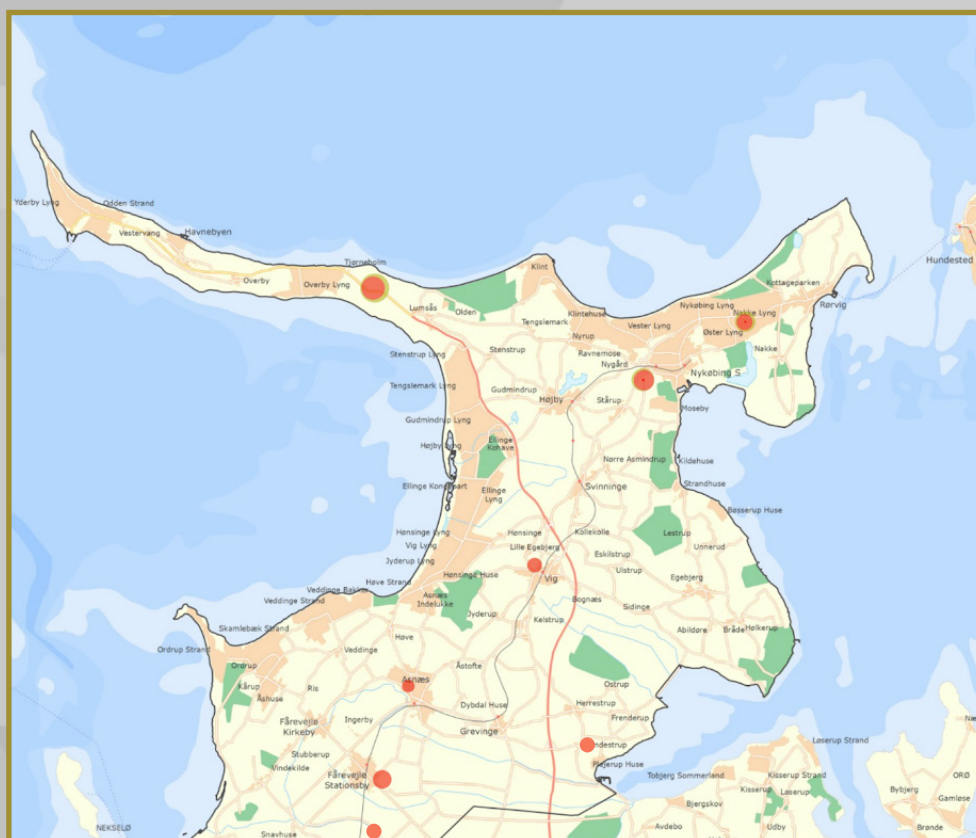 Yderby Lyng
Odden Strand
Vestervang
Havnebyen
Overby
Tjørneholm
Overby Lyng
Lumsås
Olden
Klint
Klintehuse
Tengslemark
Nyrup
Kottageparken
Nykøbing Lyng
Nakke Lyng
Rørvig
Hundested
Vester Lyng
Øster Lyng
Nakke
Stenstrup Lyng
Stenstrup
Ravnemose
Nygård
Nykøbing S
Tengslemark Lyng
Gudmindrup
Højby
Stårup
Moseby
Gudmindrup Lyng
Højby Lyng
Ellinge
Kohave
Nørre Asmindrup
Kildehuse
Ellinge
Lyng
Svinninge
Strandhuse
Bøsserup Huse
Hønsinge Lyng
Hønsinge
Kollekolle
Lestrup
Vig Lyng
Lille Egebjerg
Eskilstrup
Unnerud
Jyderup Lyng
Hønsinge Huse
Vig
Ulstrup
Egebjerg
Høve Strand
Veddinge Bakker
Veddinge Strand
Asnæs
Indelukke
Jyderup
Bognæs
Sidinge
Kelstrup
Skamlebæk Strand
Høve
Abildøre
Bråde
Hølkerup
Ordrup Strand
Veddinge
Åstofte
Ordrup
Asnæs
Kårup
Åshuse
Ris
Ostrup
Dybdal Huse
Herrestrup
Fårevejle
Kirkeby
Ingerby
Grevinge
Frenderup
Stubberup
Plejerup Huse
Løserup Strand
Vindekilde
Fårevejle
Stationsby
Tobjerg Sommerland
Kisserup Strand
Kisserup
Løserup
Bjergskov
ORØ
Bybjerg
Gamløse
NEKSELØ
Snavhuse
Avdebo
Udby
Brønde